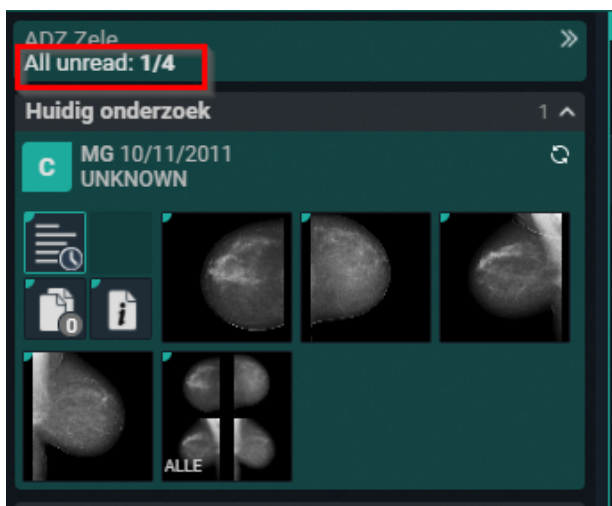 ADZ Zele
All unread: 1/4
Huidig onderzoek 1
C MG 10/11/2011
UNKNOWN
0 i
ALLE